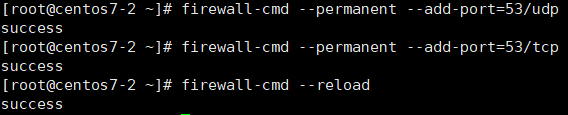 [root@centos7-2 ~]# firewall-cmd --permanent --add-port=53/udp
success
[root@centos7-2 ~]# firewall-cmd --permanent --add-port=53/tcp
success
[root@centos7-2 ~]# firewall-cmd --reload
success